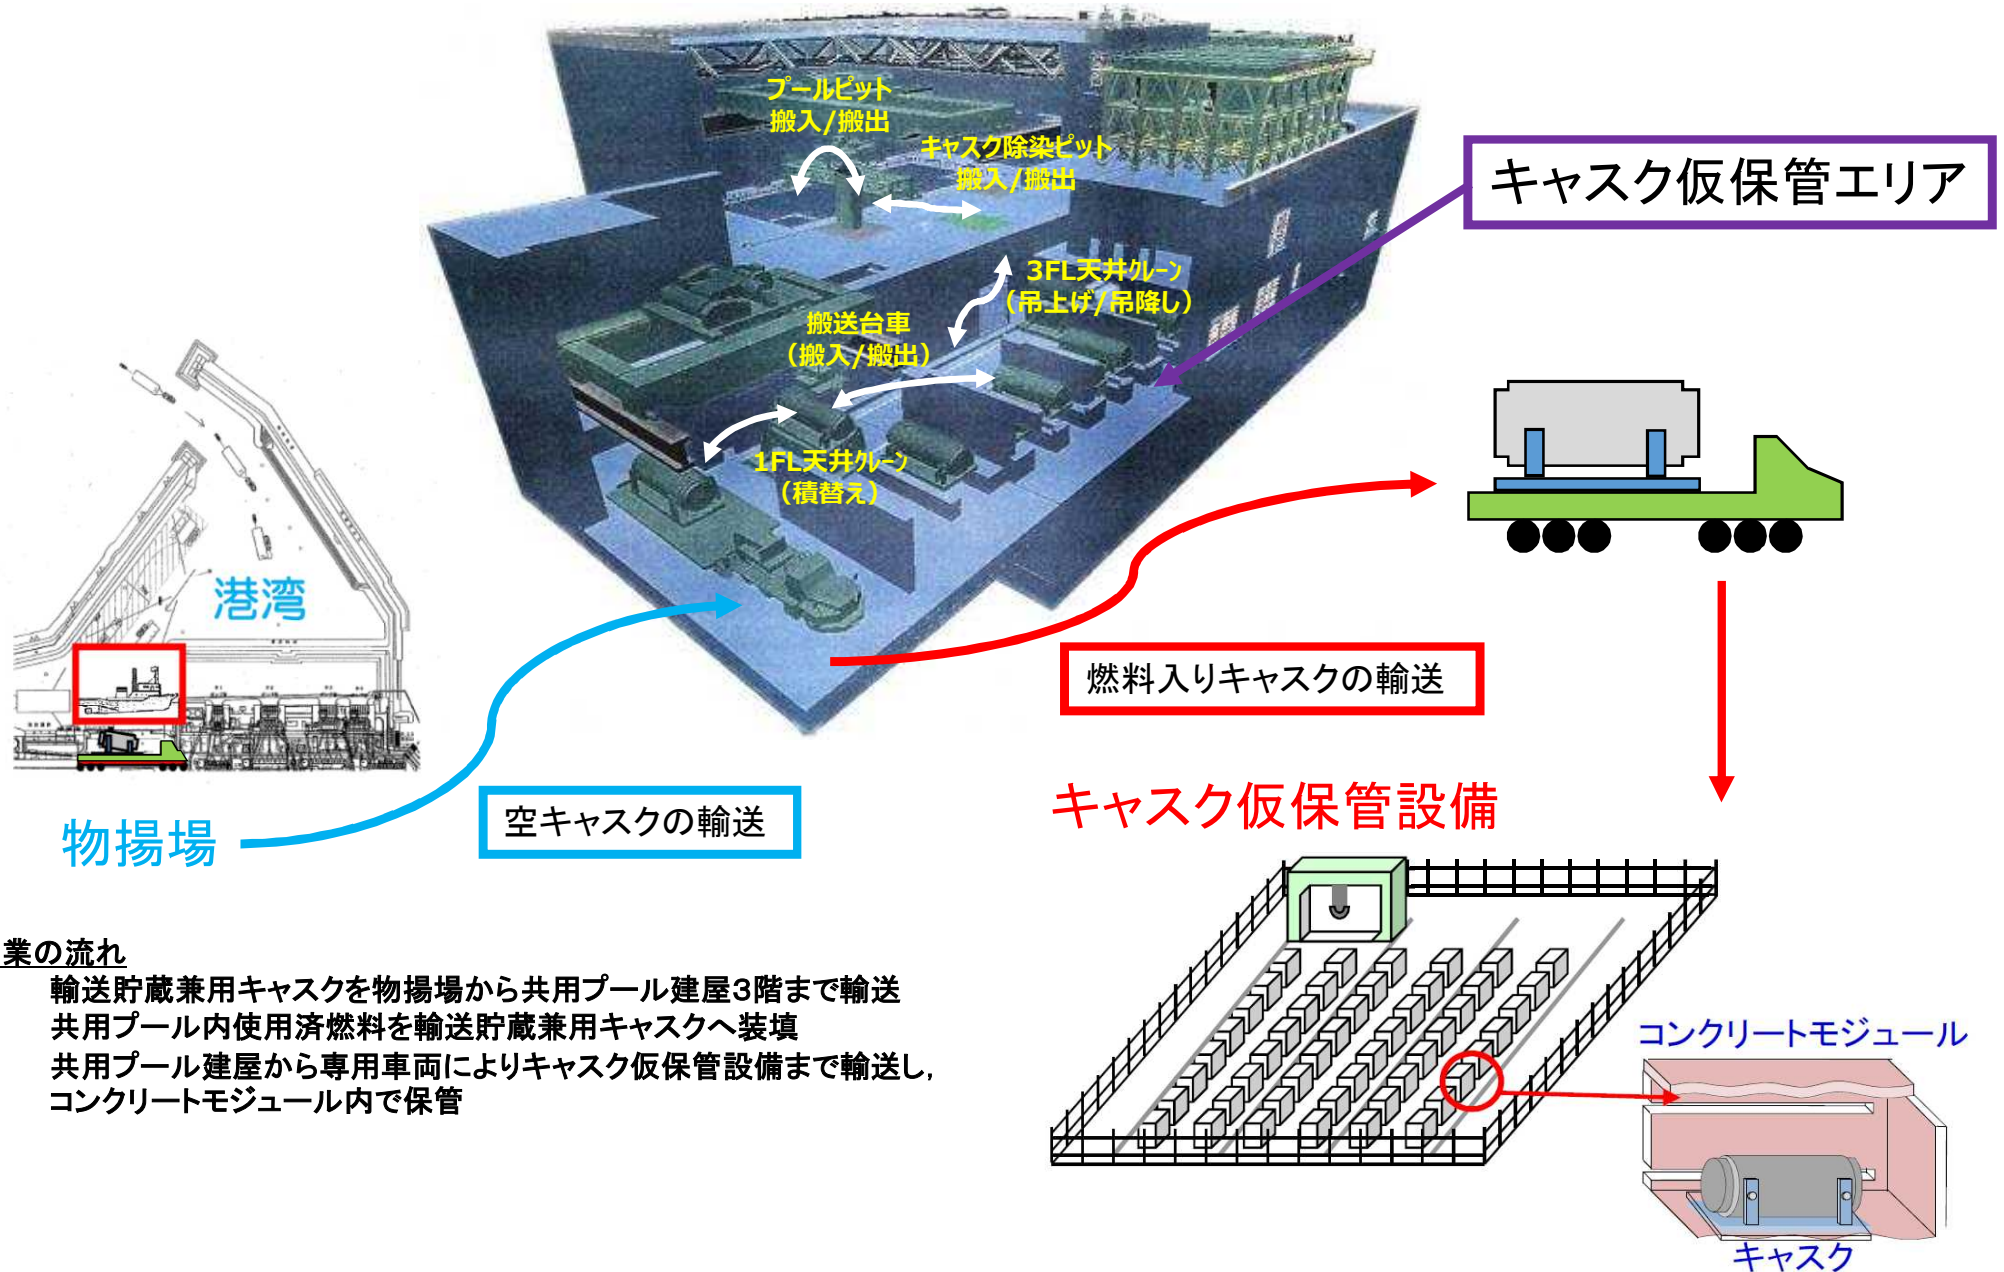 プールピット
搬入/搬出
キャスク除染ピット
搬入/搬出
キャスク仮保管エリア
3FL天井クレーン
（吊上げ/吊降し）
搬送台車
（搬入/搬出）
1FL天井クレーン
（積替え）
港湾
燃料入りキャスクの輸送
空キャスクの輸送
物揚場
キャスク仮保管設備
業の流れ
輸送貯蔵兼用キャスクを物揚場から共用プール建屋3階まで輸送
共用プール内使用済燃料を輸送貯蔵兼用キャスクへ装填
共用プール建屋から専用車両によりキャスク仮保管設備まで輸送し,
コンクリートモジュール内で保管
コンクリートモジュール
キャスク